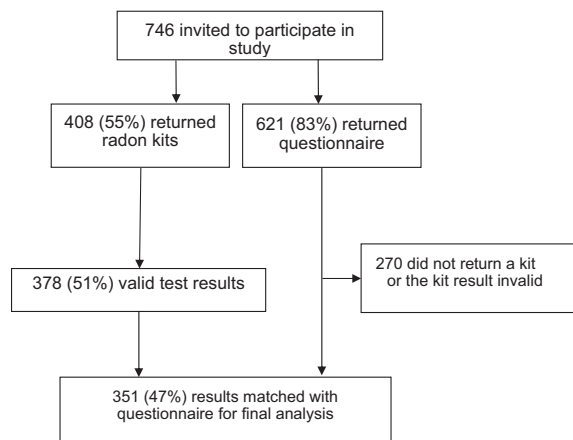 746 invited to participate in
study
408 (55%) returned
radon kits
621 (83%) returned
questionnaire
270 did not return a kit
or the kit result invalid
378 (51%) valid test results
351 (47%) results matched with
questionnaire for final analysis